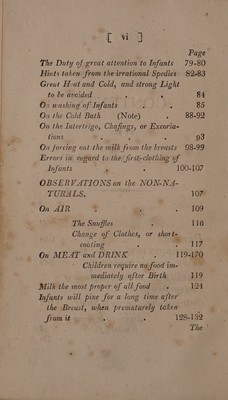 [ vi ]
Page
The Duty of great attention to Infants 79-80
Hints taken from the irrational Species 82-83
Great Heat and Cold, and strong Light
to be avoided . . . 84
On washing of Infants . . 85
On the Cold Bath (Note) . 88-92
On the Intertrigo, Chafings, or Excoria-
tions . . . 93
On forcing out the milk from the breasts 98-99
Errors in regard to the first-clothing of
Infants . . . 100-107
OBSERVATIONS on the NON-NA-
TURALS. 107
On AIR . . . 109
The Snuffles . . 116
Change of Clothes, or short-
coating . . 117
On MEAT and DRINK . 119-170
Children require no food im-
mediately after Birth 119
Milk the most proper of all food . 124
Infants will pine for a long time after
the Breast, when prematurely taken
from it . . . 128-132
The